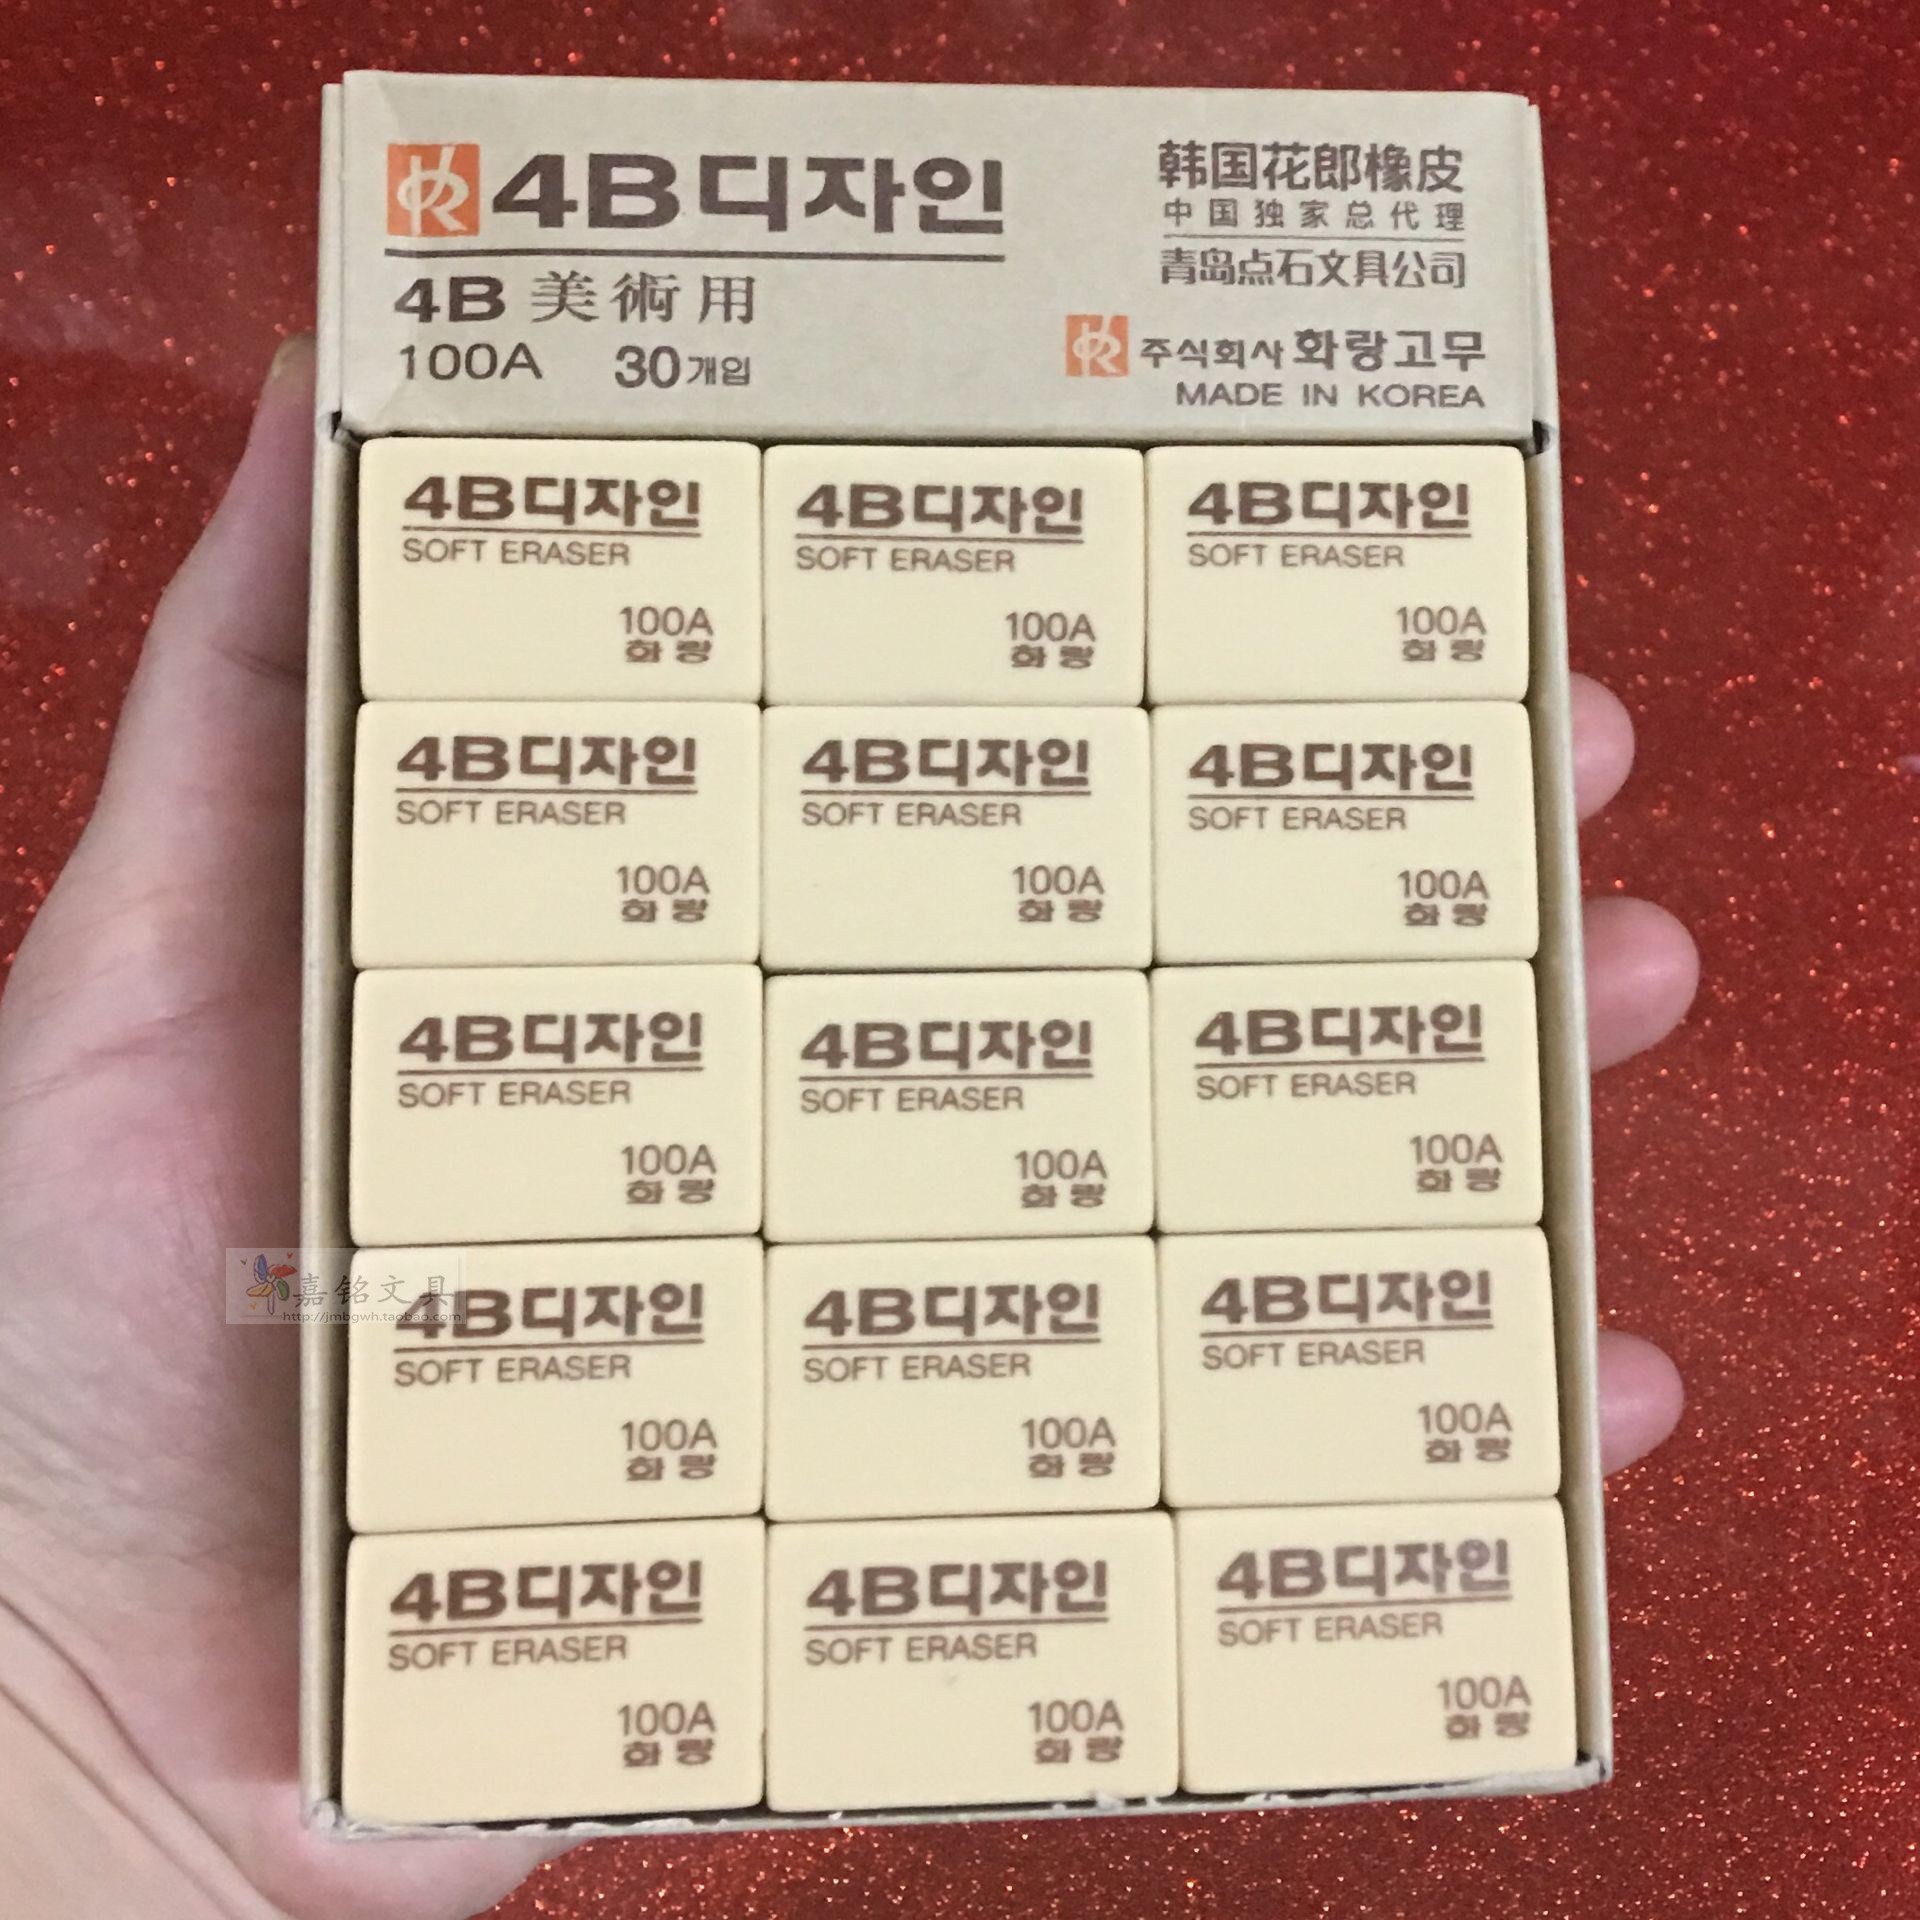 4B디자인
4B 美術用
100A 30개입
韩国花郎橡皮
中国独家总代理
青岛点石文具公司
주식회사 화랑고무
MADE IN KOREA
4B디자인
SOFT ERASER
100A
화랑
4B디자인
SOFT ERASER
100A
화랑
4B디자인
SOFT ERASER
100A
화랑
4B디자인
SOFT ERASER
100A
화랑
4B디자인
SOFT ERASER
100A
화랑
4B디자인
SOFT ERASER
100A
화랑
4B디자인
SOFT ERASER
100A
화랑
4B디자인
SOFT ERASER
100A
화랑
4B디자인
SOFT ERASER
100A
화랑
嘉铭文具
http://jmbgwh.taobao.com
4B디자인
SOFT ERASER
100A
화랑
4B디자인
SOFT ERASER
100A
화랑
4B디자인
SOFT ERASER
100A
화랑
4B디자인
SOFT ERASER
100A
화랑
4B디자인
SOFT ERASER
100A
화랑
4B디자인
SOFT ERASER
100A
화랑